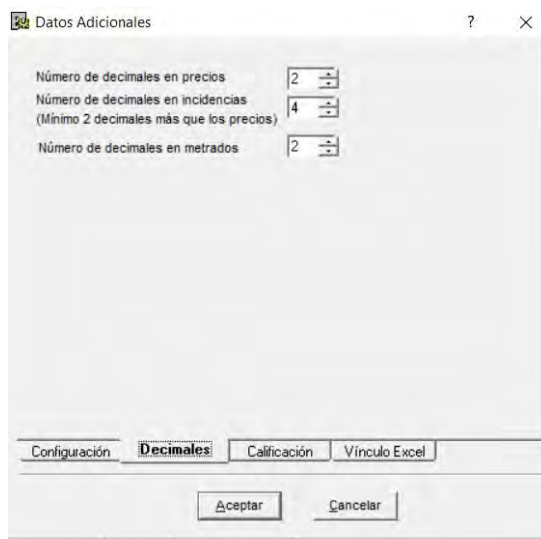 Datos Adicionales ?
Número de decimales en precios 2
Número de decimales en incidencias
(Mínimo 2 decimales más que los precios) 4
Número de decimales en metrados 2
Configuración Decimales Calificación Vínculo Excel
Aceptar Cancelar